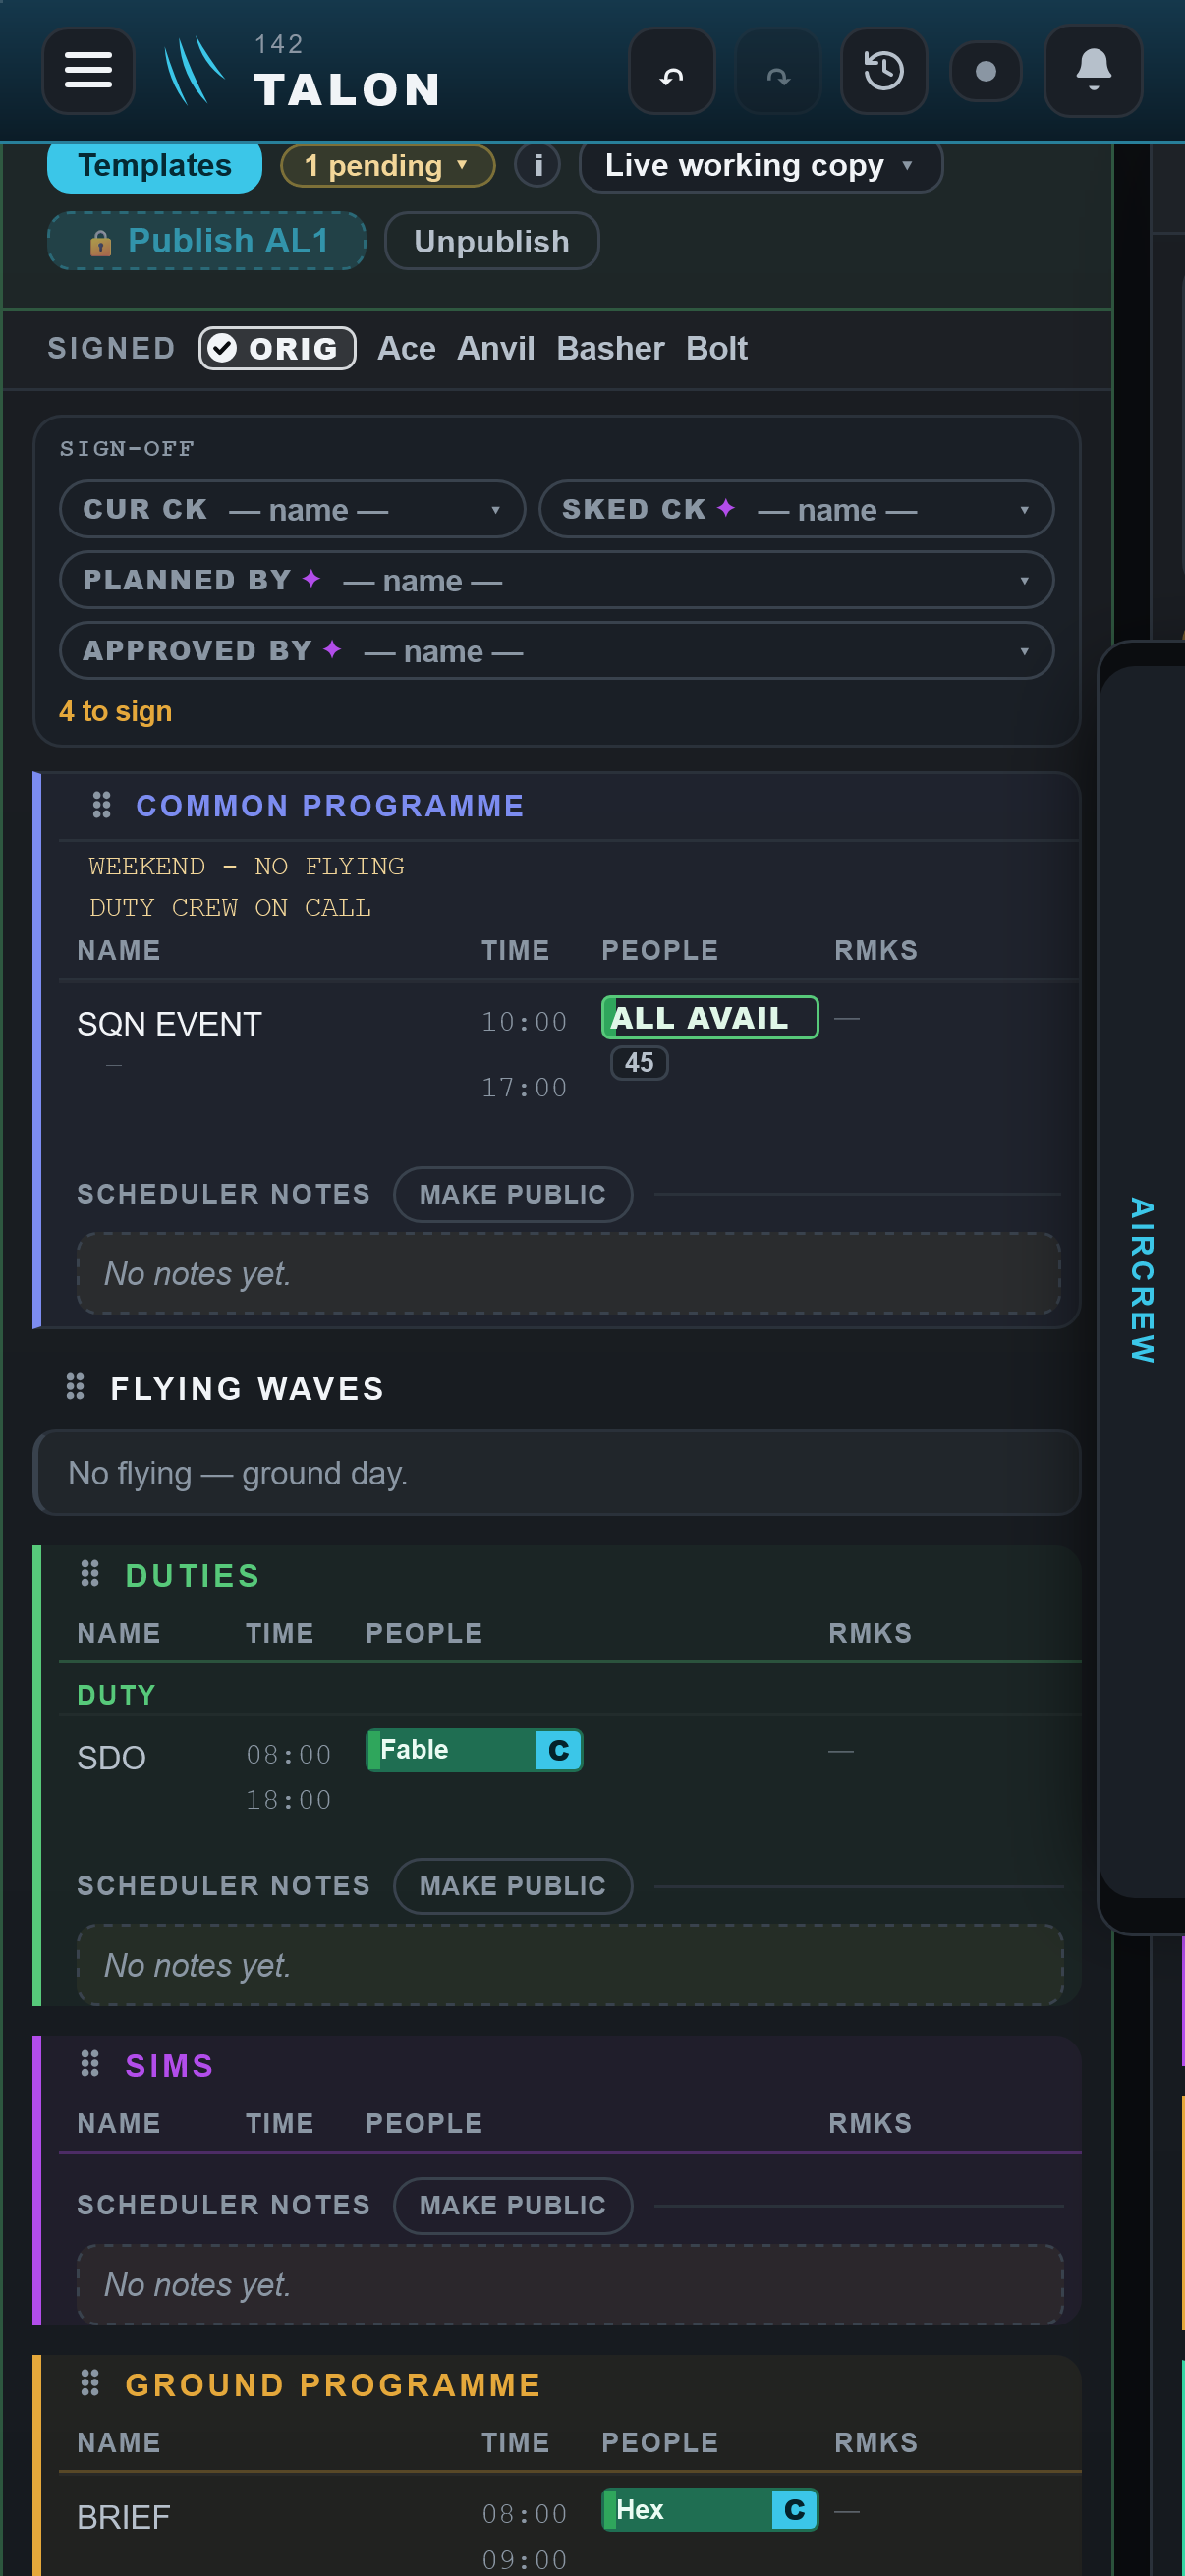 142
TALON
Templates 1 pending ▾ i Live working copy ▾
Publish AL1 Unpublish
SIGNED ORIG Ace Anvil Basher Bolt
SIGN-OFF
CUR CK — name — ▾ SKED CK ✦ — name — ▾
PLANNED BY ✦ — name — ▾
APPROVED BY ✦ — name — ▾
4 to sign
COMMON PROGRAMME
WEEKEND – NO FLYING
DUTY CREW ON CALL
NAME TIME PEOPLE RMKS
SQN EVENT 10:00 ALL AVAIL —
— 45
17:00
SCHEDULER NOTES MAKE PUBLIC
No notes yet.
AIRCREW
FLYING WAVES
No flying — ground day.
DUTIES
NAME TIME PEOPLE RMKS
DUTY
SDO 08:00 Fable C —
18:00
SCHEDULER NOTES MAKE PUBLIC
No notes yet.
SIMS
NAME TIME PEOPLE RMKS
SCHEDULER NOTES MAKE PUBLIC
No notes yet.
GROUND PROGRAMME
NAME TIME PEOPLE RMKS
BRIEF 08:00 Hex C —
09:00